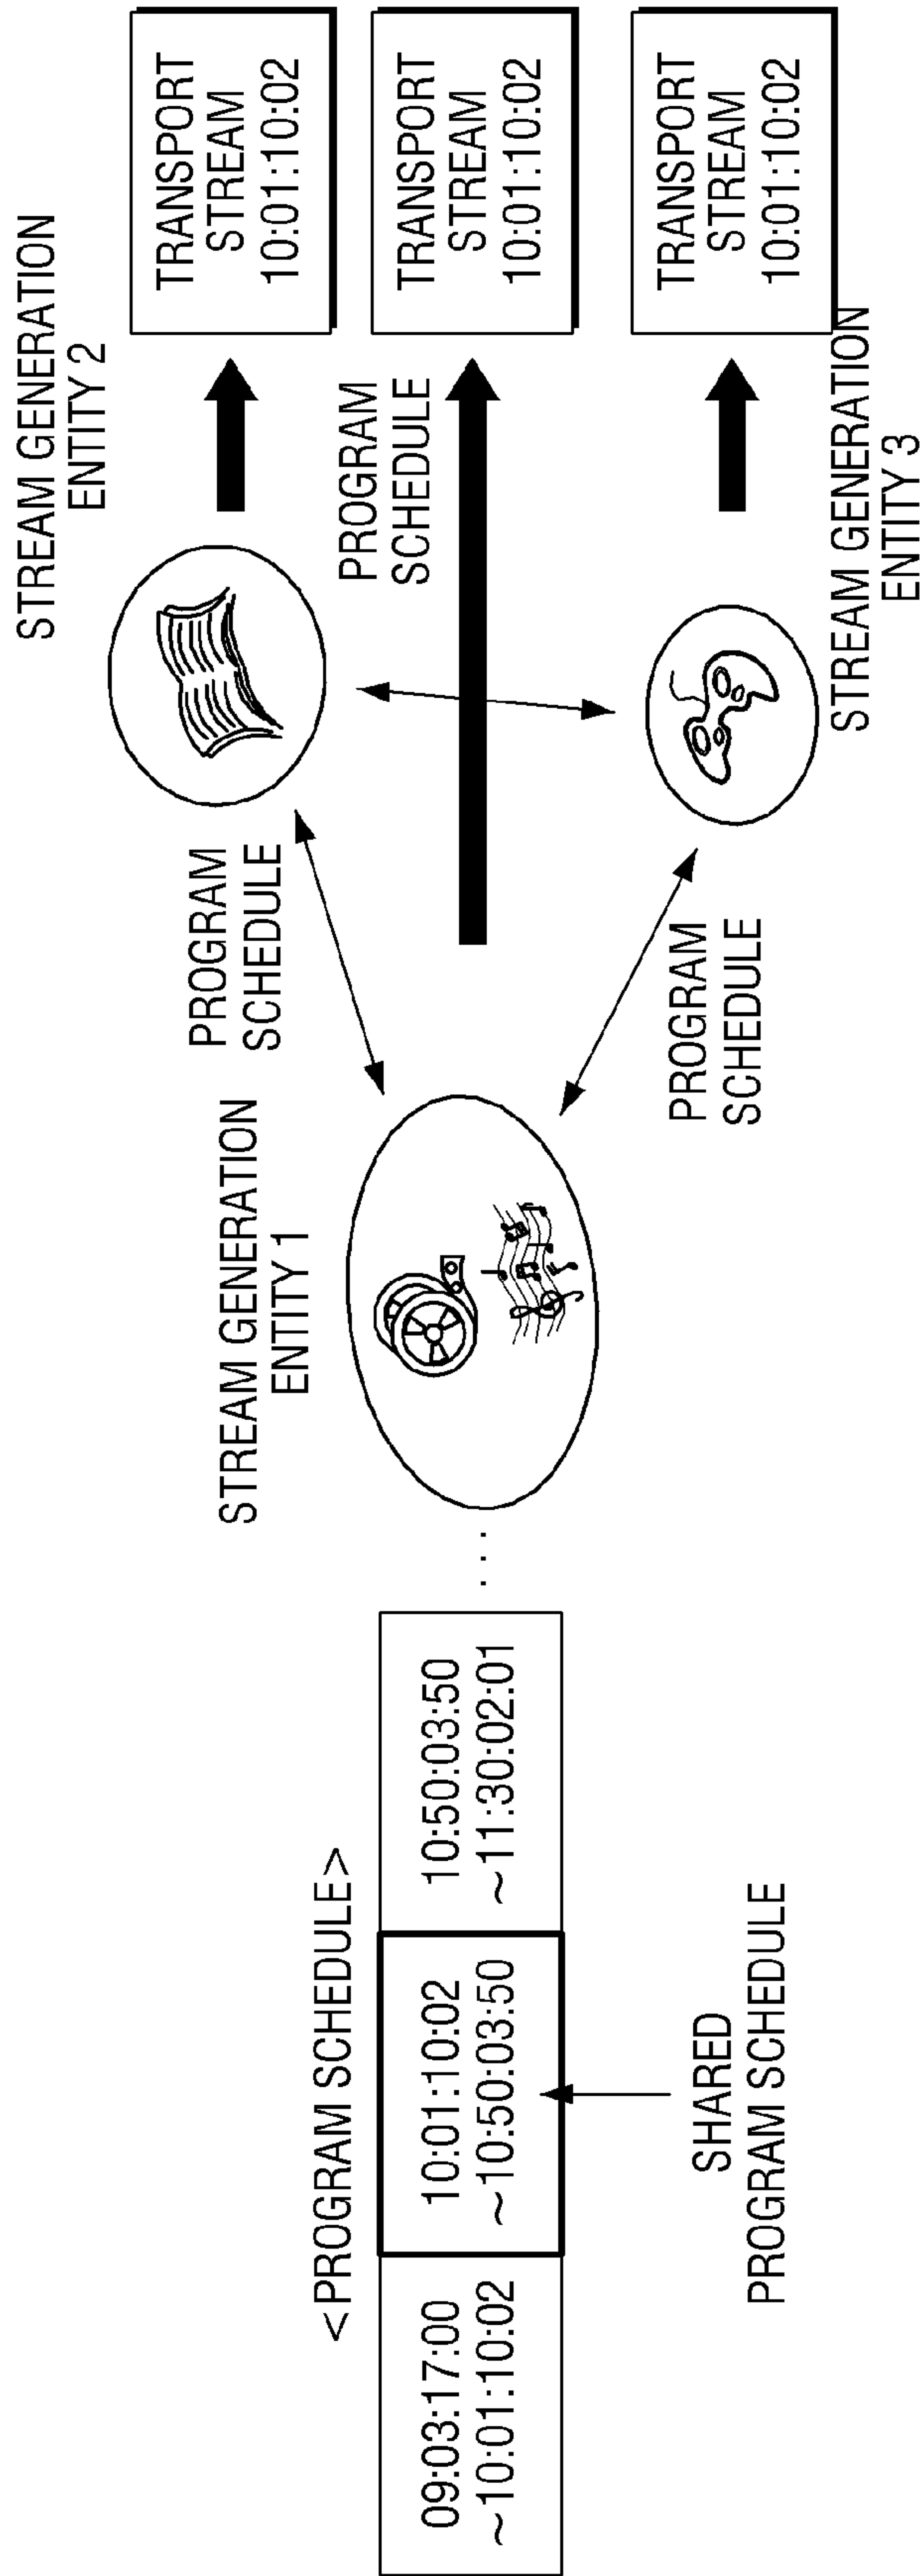 <PROGRAM SCHEDULE>
09:03:17:00
~10:01:10:02
10:01:10:02
~10:50:03:50
10:50:03:50
~11:30:02:01
. . .
SHARED
PROGRAM SCHEDULE
STREAM GENERATION
ENTITY 1
PROGRAM
SCHEDULE
PROGRAM
SCHEDULE
STREAM GENERATION
ENTITY 2
PROGRAM
SCHEDULE
STREAM GENERATION
ENTITY 3
TRANSPORT
STREAM
10:01:10:02
TRANSPORT
STREAM
10:01:10:02
TRANSPORT
STREAM
10:01:10:02